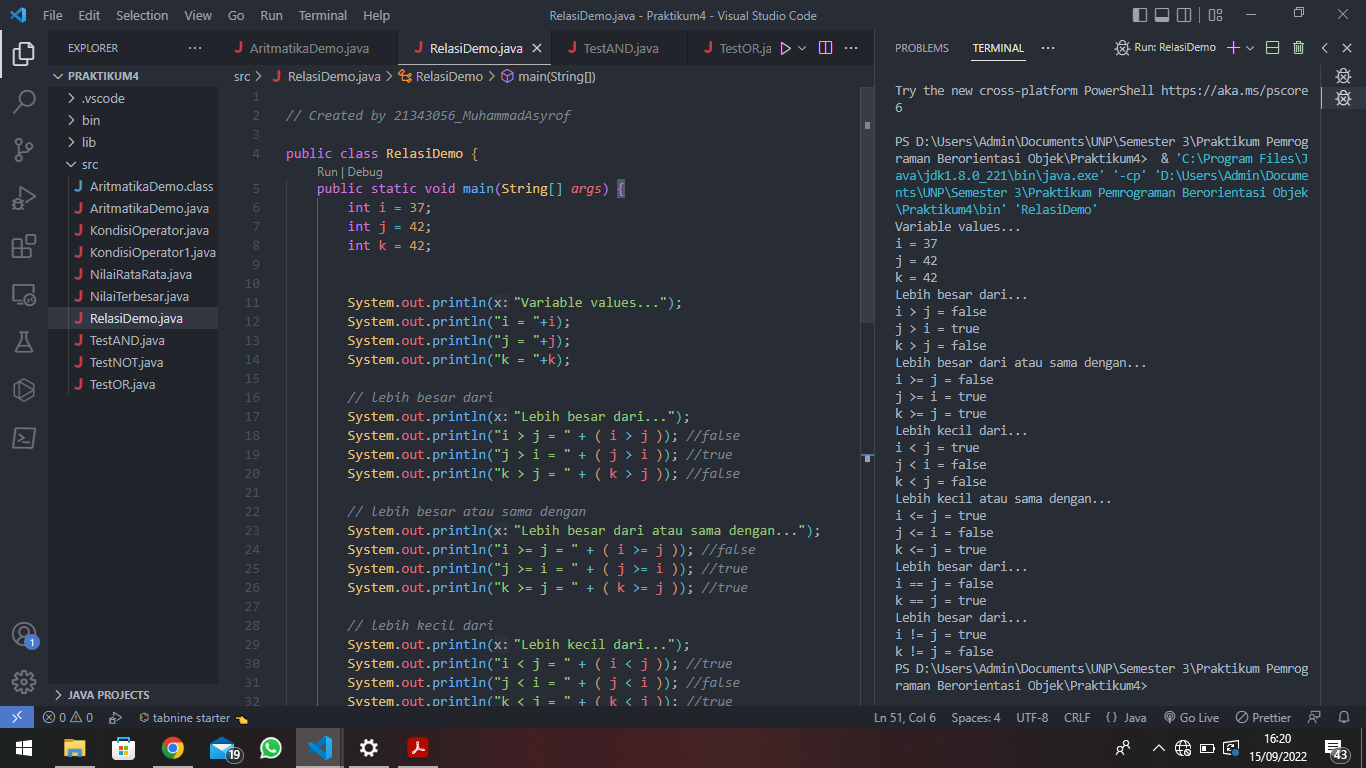 File Edit Selection View Go Run Terminal Help
RelasiDemo.java - Praktikum4 - Visual Studio Code
EXPLORER ...
PRAKTIKUM4
.vscode
bin
lib
src
AritmatikaDemo.class
AritmatikaDemo.java
KondisiOperator.java
KondisiOperator1.java
NilaiRataRata.java
NilaiTerbesar.java
RelasiDemo.java
TestAND.java
TestNOT.java
TestOR.java
JAVA PROJECTS
AritmatikaDemo.java RelasiDemo.java TestAND.java TestOR.ja
src > RelasiDemo.java > RelasiDemo > main(String[])
1
2 // Created by 21343056_MuhammadAsyrof
3
4 public class RelasiDemo {
Run | Debug
5 public static void main(String[] args) {
6 int i = 37;
7 int j = 42;
8 int k = 42;
9
10
11 System.out.println(x: "Variable values...");
12 System.out.println("i = "+i);
13 System.out.println("j = "+j);
14 System.out.println("k = "+k);
15
16 // lebih besar dari
17 System.out.println(x: "Lebih besar dari...");
18 System.out.println("i > j = " + ( i > j )); //false
19 System.out.println("j > i = " + ( j > i )); //true
20 System.out.println("k > j = " + ( k > j )); //false
21
22 // lebih besar atau sama dengan
23 System.out.println(x: "Lebih besar dari atau sama dengan...");
24 System.out.println("i >= j = " + ( i >= j )); //false
25 System.out.println("j >= i = " + ( j >= i )); //true
26 System.out.println("k >= j = " + ( k >= j )); //true
27
28 // lebih kecil dari
29 System.out.println(x: "Lebih kecil dari...");
30 System.out.println("i < j = " + ( i < j )); //true
31 System.out.println("j < i = " + ( j < i )); //false
32 System.out.println("k < j = " + ( k < j )); //true
PROBLEMS TERMINAL ... Run: RelasiDemo
Try the new cross-platform PowerShell https://aka.ms/pscore
6
PS D:\Users\Admin\Documents\UNP\Semester 3\Praktikum Pemrog
raman Berorientasi Objek\Praktikum4> & 'C:\Program Files\J
ava\jdk1.8.0_221\bin\java.exe' '-cp' 'D:\Users\Admin\Docume
nts\UNP\Semester 3\Praktikum Pemrograman Berorientasi Objek
\Praktikum4\bin' 'RelasiDemo'
Variable values...
i = 37
j = 42
k = 42
Lebih besar dari...
i > j = false
j > i = true
k > j = false
Lebih besar dari atau sama dengan...
i >= j = false
j >= i = true
k >= j = true
Lebih kecil dari...
i < j = true
j < i = false
k < j = false
Lebih kecil atau sama dengan...
i <= j = true
j <= i = false
k <= j = true
Lebih besar dari...
i == j = false
k == j = true
Lebih besar dari...
i != j = true
k != j = false
PS D:\Users\Admin\Documents\UNP\Semester 3\Praktikum Pemrog
raman Berorientasi Objek\Praktikum4>
1
0 0 tabnine starter Ln 51, Col 6 Spaces: 4 UTF-8 CRLF {} Java Go Live Prettier
19
16:20
15/09/2022
43